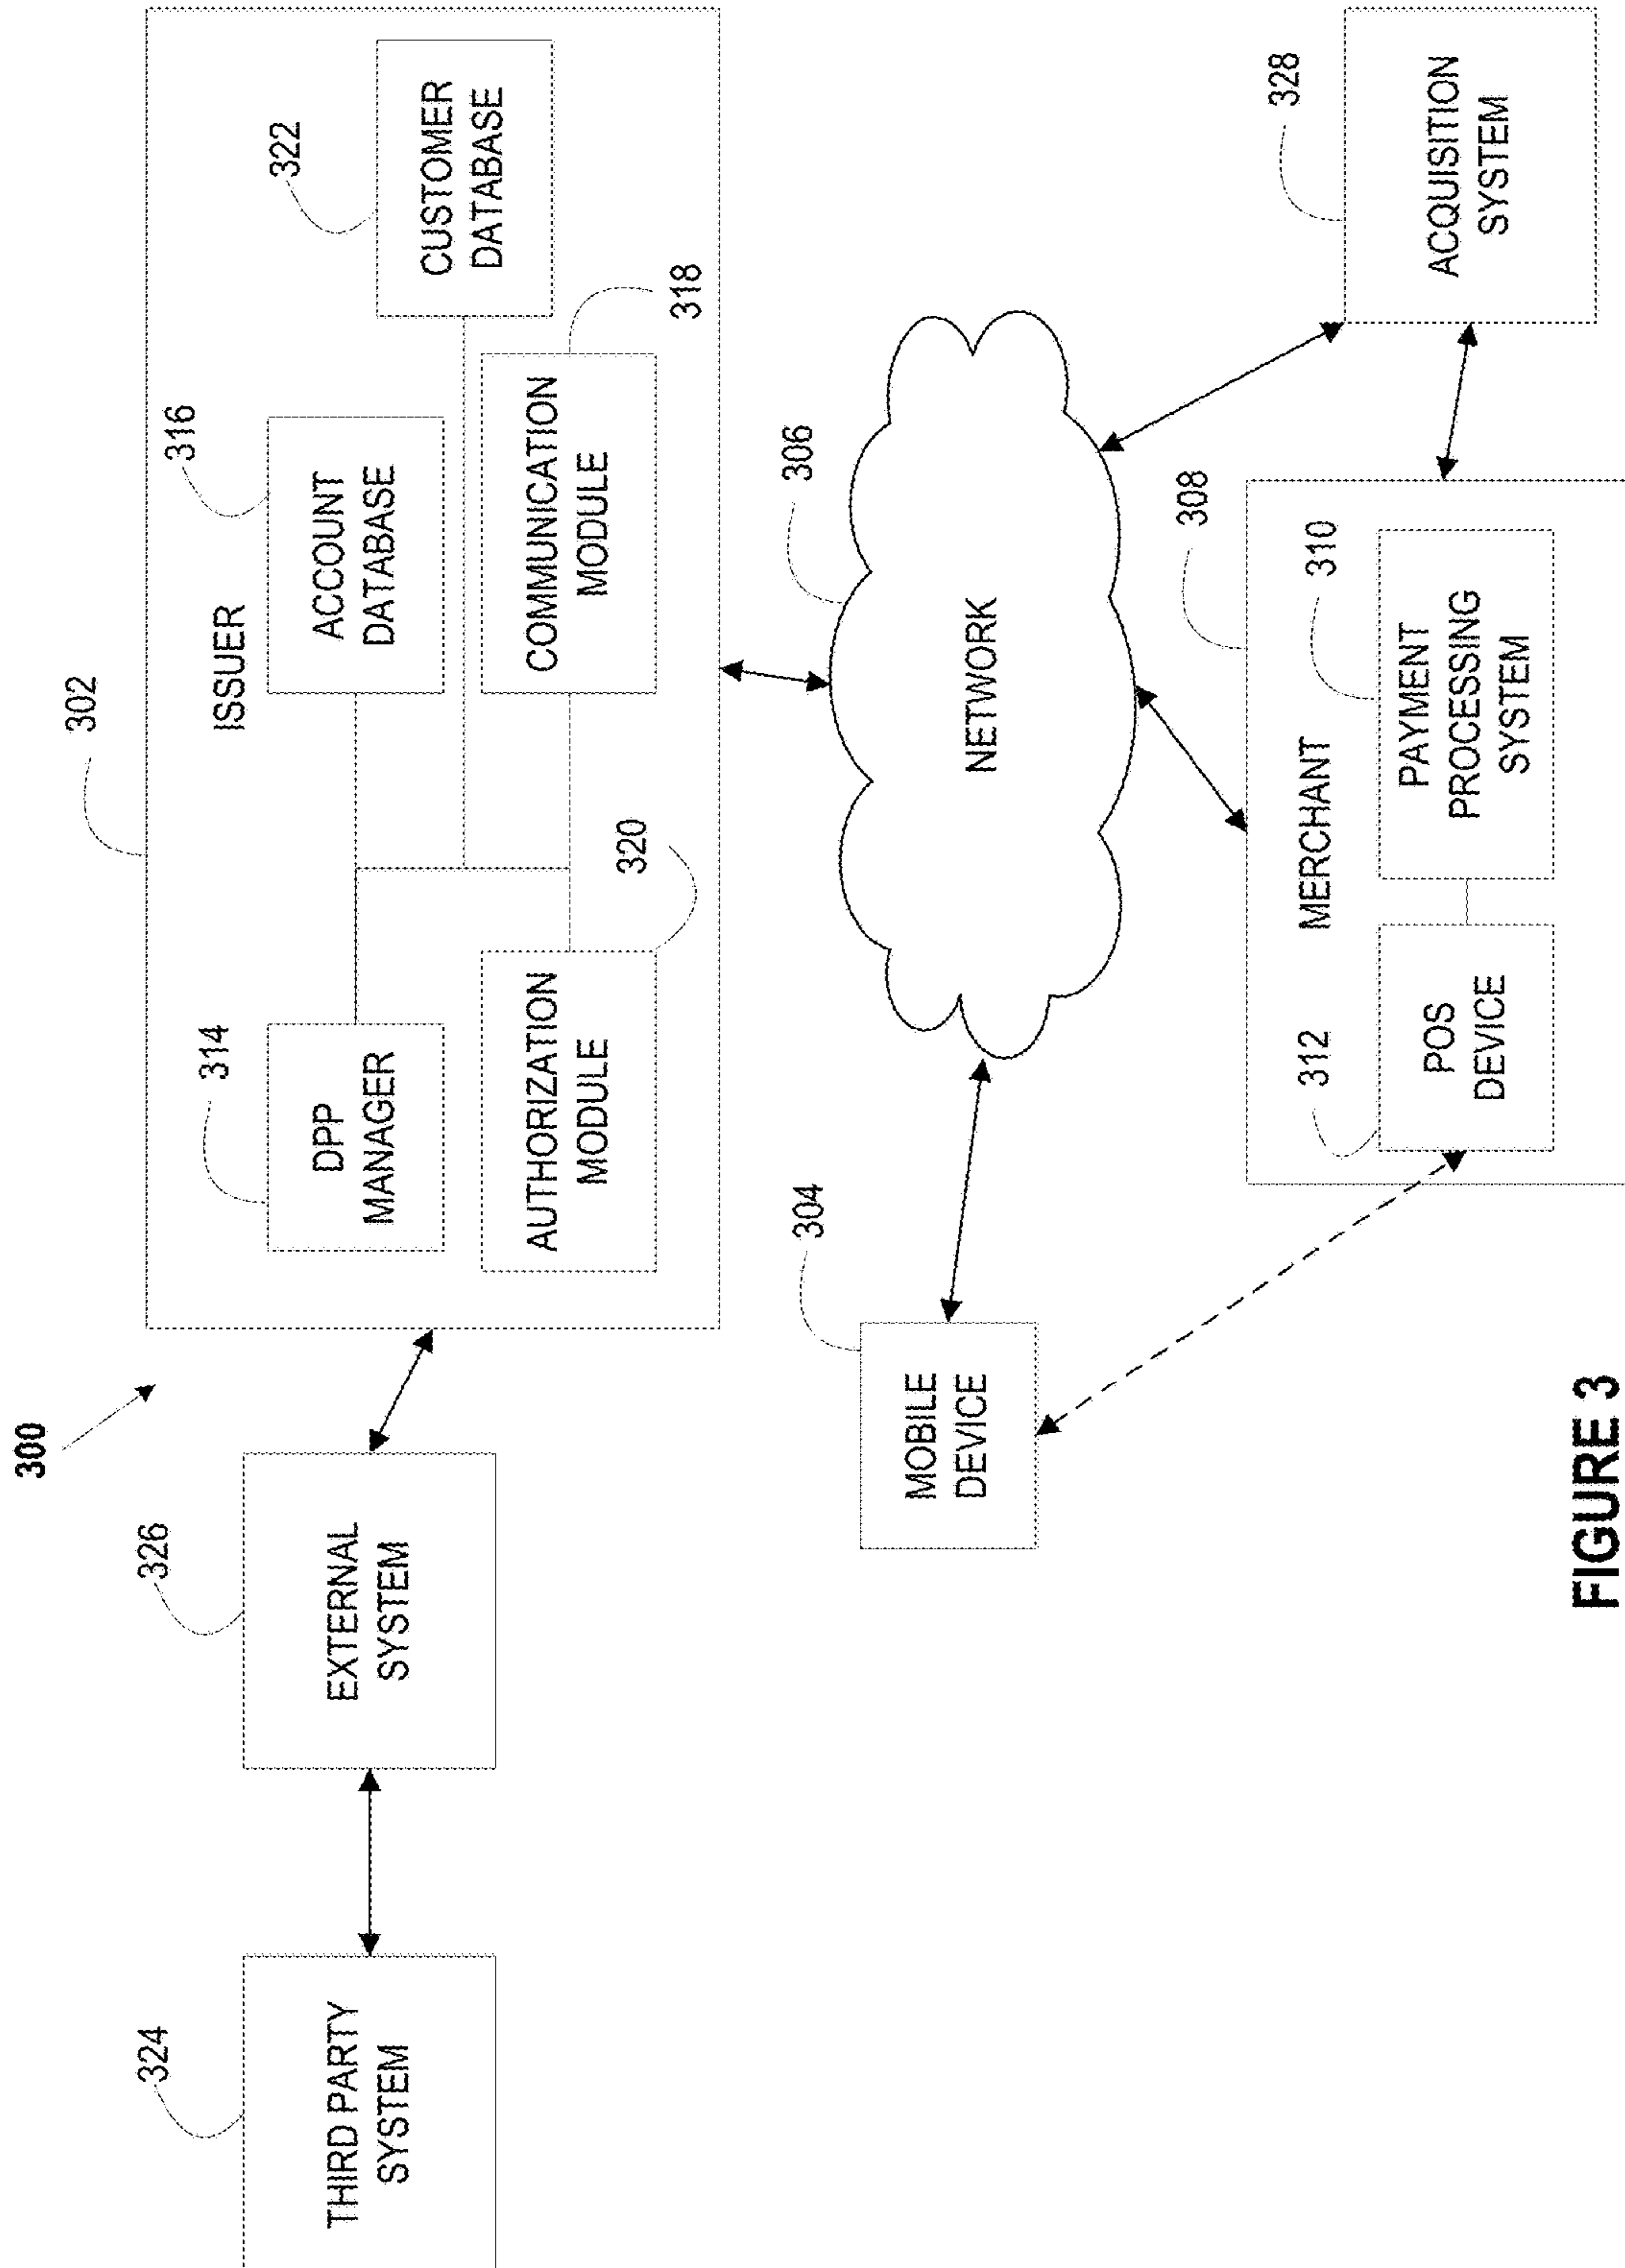 300
302
ISSUER
314
DPP
MANAGER
316
ACCOUNT
DATABASE
322
CUSTOMER
DATABASE
AUTHORIZATION
MODULE
320
COMMUNICATION
MODULE
318
324
THIRD PARTY
SYSTEM
326
EXTERNAL
SYSTEM
304
MOBILE
DEVICE
306
NETWORK
308
MERCHANT
312
POS
DEVICE
310
PAYMENT
PROCESSING
SYSTEM
328
ACQUISITION
SYSTEM
FIGURE 3